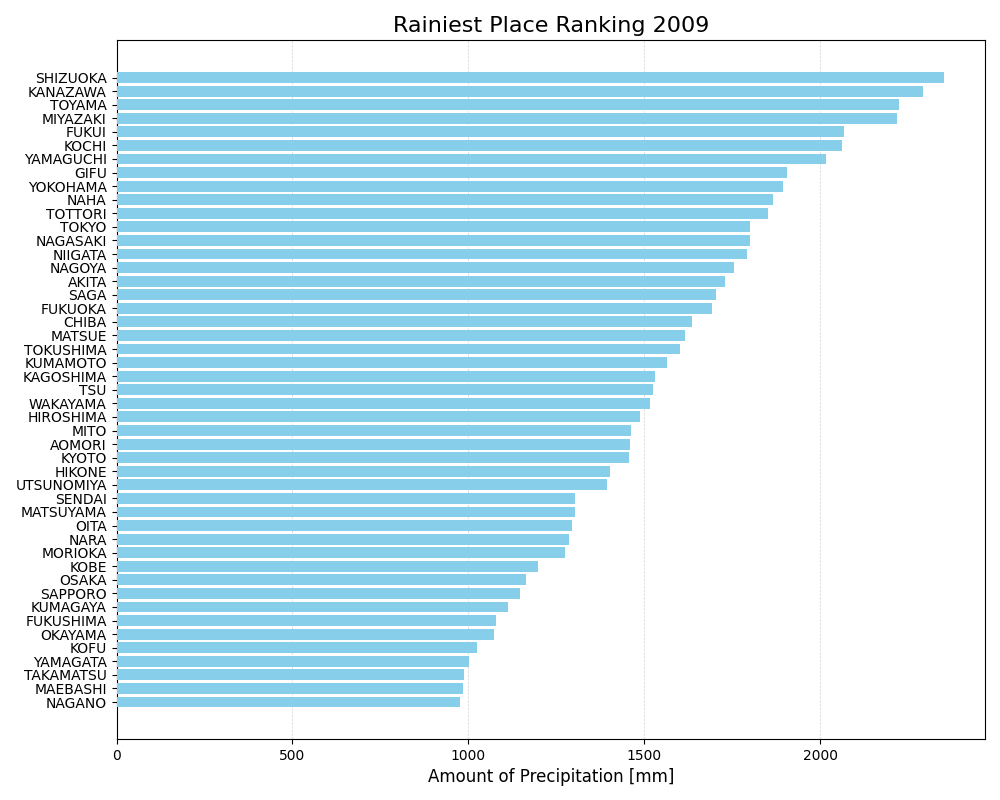 Rainiest Place Ranking 2009
SHIZUOKA
KANAZAWA
TOYAMA
MIYAZAKI
FUKUI
KOCHI
YAMAGUCHI
GIFU
YOKOHAMA
NAHA
TOTTORI
TOKYO
NAGASAKI
NIIGATA
NAGOYA
AKITA
SAGA
FUKUOKA
CHIBA
MATSUE
TOKUSHIMA
KUMAMOTO
KAGOSHIMA
TSU
WAKAYAMA
HIROSHIMA
MITO
AOMORI
KYOTO
HIKONE
UTSUNOMIYA
SENDAI
MATSUYAMA
OITA
NARA
MORIOKA
KOBE
OSAKA
SAPPORO
KUMAGAYA
FUKUSHIMA
OKAYAMA
KOFU
YAMAGATA
TAKAMATSU
MAEBASHI
NAGANO
0 500 1000 1500 2000
Amount of Precipitation [mm]